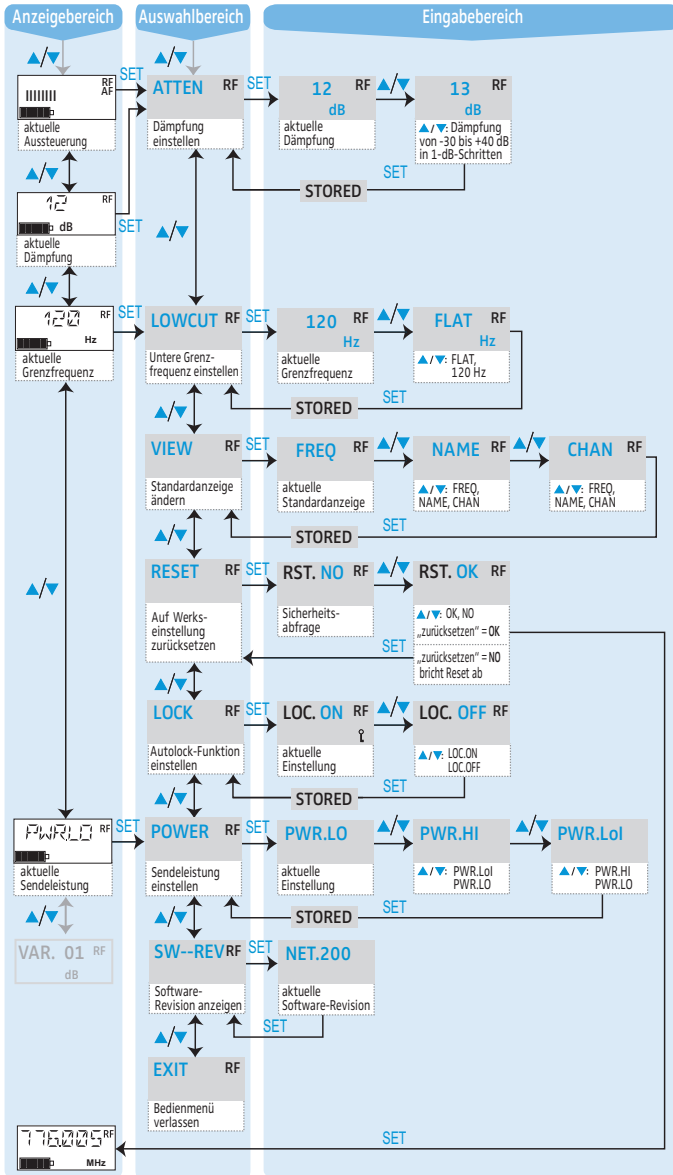 Anzeigebereich
Auswahlbereich
Eingabebereich
▲/▼
▲/▼
RF
AF
aktuelle
Aussteuerung
SET
ATTEN RF
Dämpfung
einstellen
SET
12 RF
dB
aktuelle
Dämpfung
▲/▼
13 RF
dB
▲/▼: Dämpfung
von -30 bis +40 dB
in 1-dB-Schritten
SET
STORED
▲/▼
12 RF
dB
aktuelle
Dämpfung
SET
▲/▼
▲/▼
120 RF
Hz
aktuelle
Grenzfrequenz
SET
LOWCUT RF
Untere Grenz-
frequenz einstellen
SET
120 RF
Hz
aktuelle
Grenzfrequenz
▲/▼
FLAT RF
Hz
▲/▼: FLAT,
120 Hz
SET
STORED
▲/▼
VIEW RF
Standardanzeige
ändern
SET
FREQ RF
aktuelle
Standardanzeige
▲/▼
NAME RF
▲/▼: FREQ,
NAME, CHAN
▲/▼
CHAN RF
▲/▼: FREQ,
NAME, CHAN
SET
STORED
▲/▼
▲/▼
RESET RF
Auf Werks-
einstellung
zurücksetzen
SET
RST. NO RF
Sicherheits-
abfrage
▲/▼
RST. OK RF
▲/▼: OK, NO
„zurücksetzen" = OK
„zurücksetzen" = NO
bricht Reset ab
SET
▲/▼
LOCK RF
Autolock-Funktion
einstellen
SET
LOC. ON RF
aktuelle
Einstellung
▲/▼
LOC. OFF RF
▲/▼: LOC.ON
LOC.OFF
SET
STORED
▲/▼
PWR.LO RF
aktuelle
Sendeleistung
SET
POWER RF
Sendeleistung
einstellen
SET
PWR.LO
aktuelle
Einstellung
▲/▼
PWR.HI
▲/▼: PWR.LoI
PWR.LO
▲/▼
PWR.LoI
▲/▼: PWR.HI
PWR.LO
SET
STORED
▲/▼
▲/▼
VAR. 01 RF
dB
SW--REV RF
Software-
Revision anzeigen
SET
NET.200
aktuelle
Software-Revision
SET
▲/▼
EXIT RF
Bedienmenü
verlassen
776.005 RF
MHz
SET